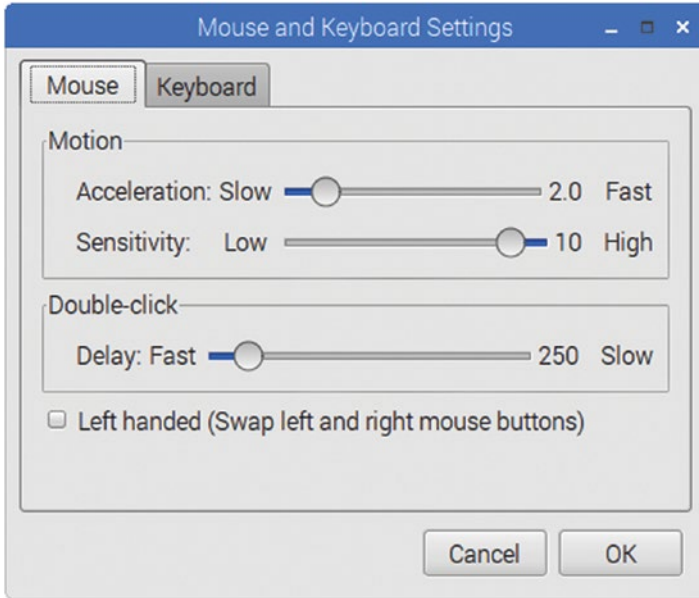 Mouse and Keyboard Settings
Mouse Keyboard
Motion
Acceleration: Slow 2.0 Fast
Sensitivity: Low 10 High
Double-click
Delay: Fast 250 Slow
Left handed (Swap left and right mouse buttons)
Cancel OK